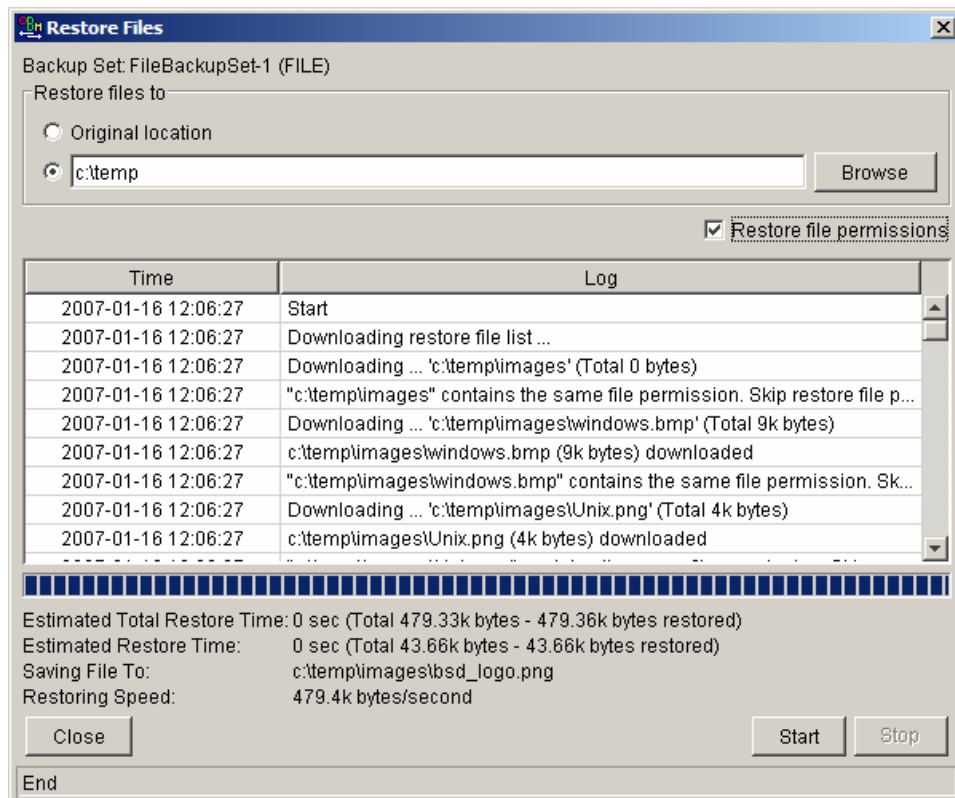 Restore Files
Backup Set: FileBackupSet-1 (FILE)
Restore files to
Original location
c:\temp
Browse
Restore file permissions
Time Log
2007-01-16 12:06:27 Start
2007-01-16 12:06:27 Downloading restore file list ...
2007-01-16 12:06:27 Downloading ... 'c:\temp\images' (Total 0 bytes)
2007-01-16 12:06:27 "c:\temp\images" contains the same file permission. Skip restore file p...
2007-01-16 12:06:27 Downloading ... 'c:\temp\images\windows.bmp' (Total 9k bytes)
2007-01-16 12:06:27 c:\temp\images\windows.bmp (9k bytes) downloaded
2007-01-16 12:06:27 "c:\temp\images\windows.bmp" contains the same file permission. Sk...
2007-01-16 12:06:27 Downloading ... 'c:\temp\images\Unix.png' (Total 4k bytes)
2007-01-16 12:06:27 c:\temp\images\Unix.png (4k bytes) downloaded
Estimated Total Restore Time: 0 sec (Total 479.33k bytes - 479.36k bytes restored)
Estimated Restore Time: 0 sec (Total 43.66k bytes - 43.66k bytes restored)
Saving File To: c:\temp\images\bsd_logo.png
Restoring Speed: 479.4k bytes/second
Close Start Stop
End